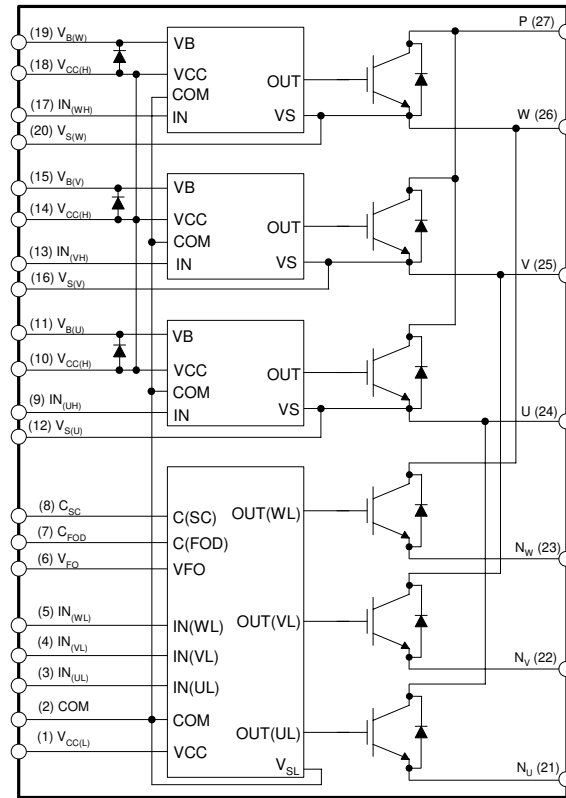 P (27)
(19) VB(W)
VB
(18) VCC(H)
VCC
COM
OUT
(17) IN(WH)
IN
VS
W (26)
(20) VS(W)
(15) VB(V)
VB
(14) VCC(H)
VCC
COM
OUT
(13) IN(VH)
IN
VS
V (25)
(16) VS(V)
(11) VB(U)
VB
(10) VCC(H)
VCC
COM
OUT
(9) IN(UH)
IN
VS
U (24)
(12) VS(U)
(8) CSC
C(SC)
OUT(WL)
(7) CFOD
C(FOD)
(6) VFO
VFO
NW (23)
(5) IN(WL)
IN(WL)
OUT(VL)
(4) IN(VL)
IN(VL)
NV (22)
(3) IN(UL)
IN(UL)
(2) COM
COM
OUT(UL)
(1) VCC(L)
VCC
VSL
NU (21)